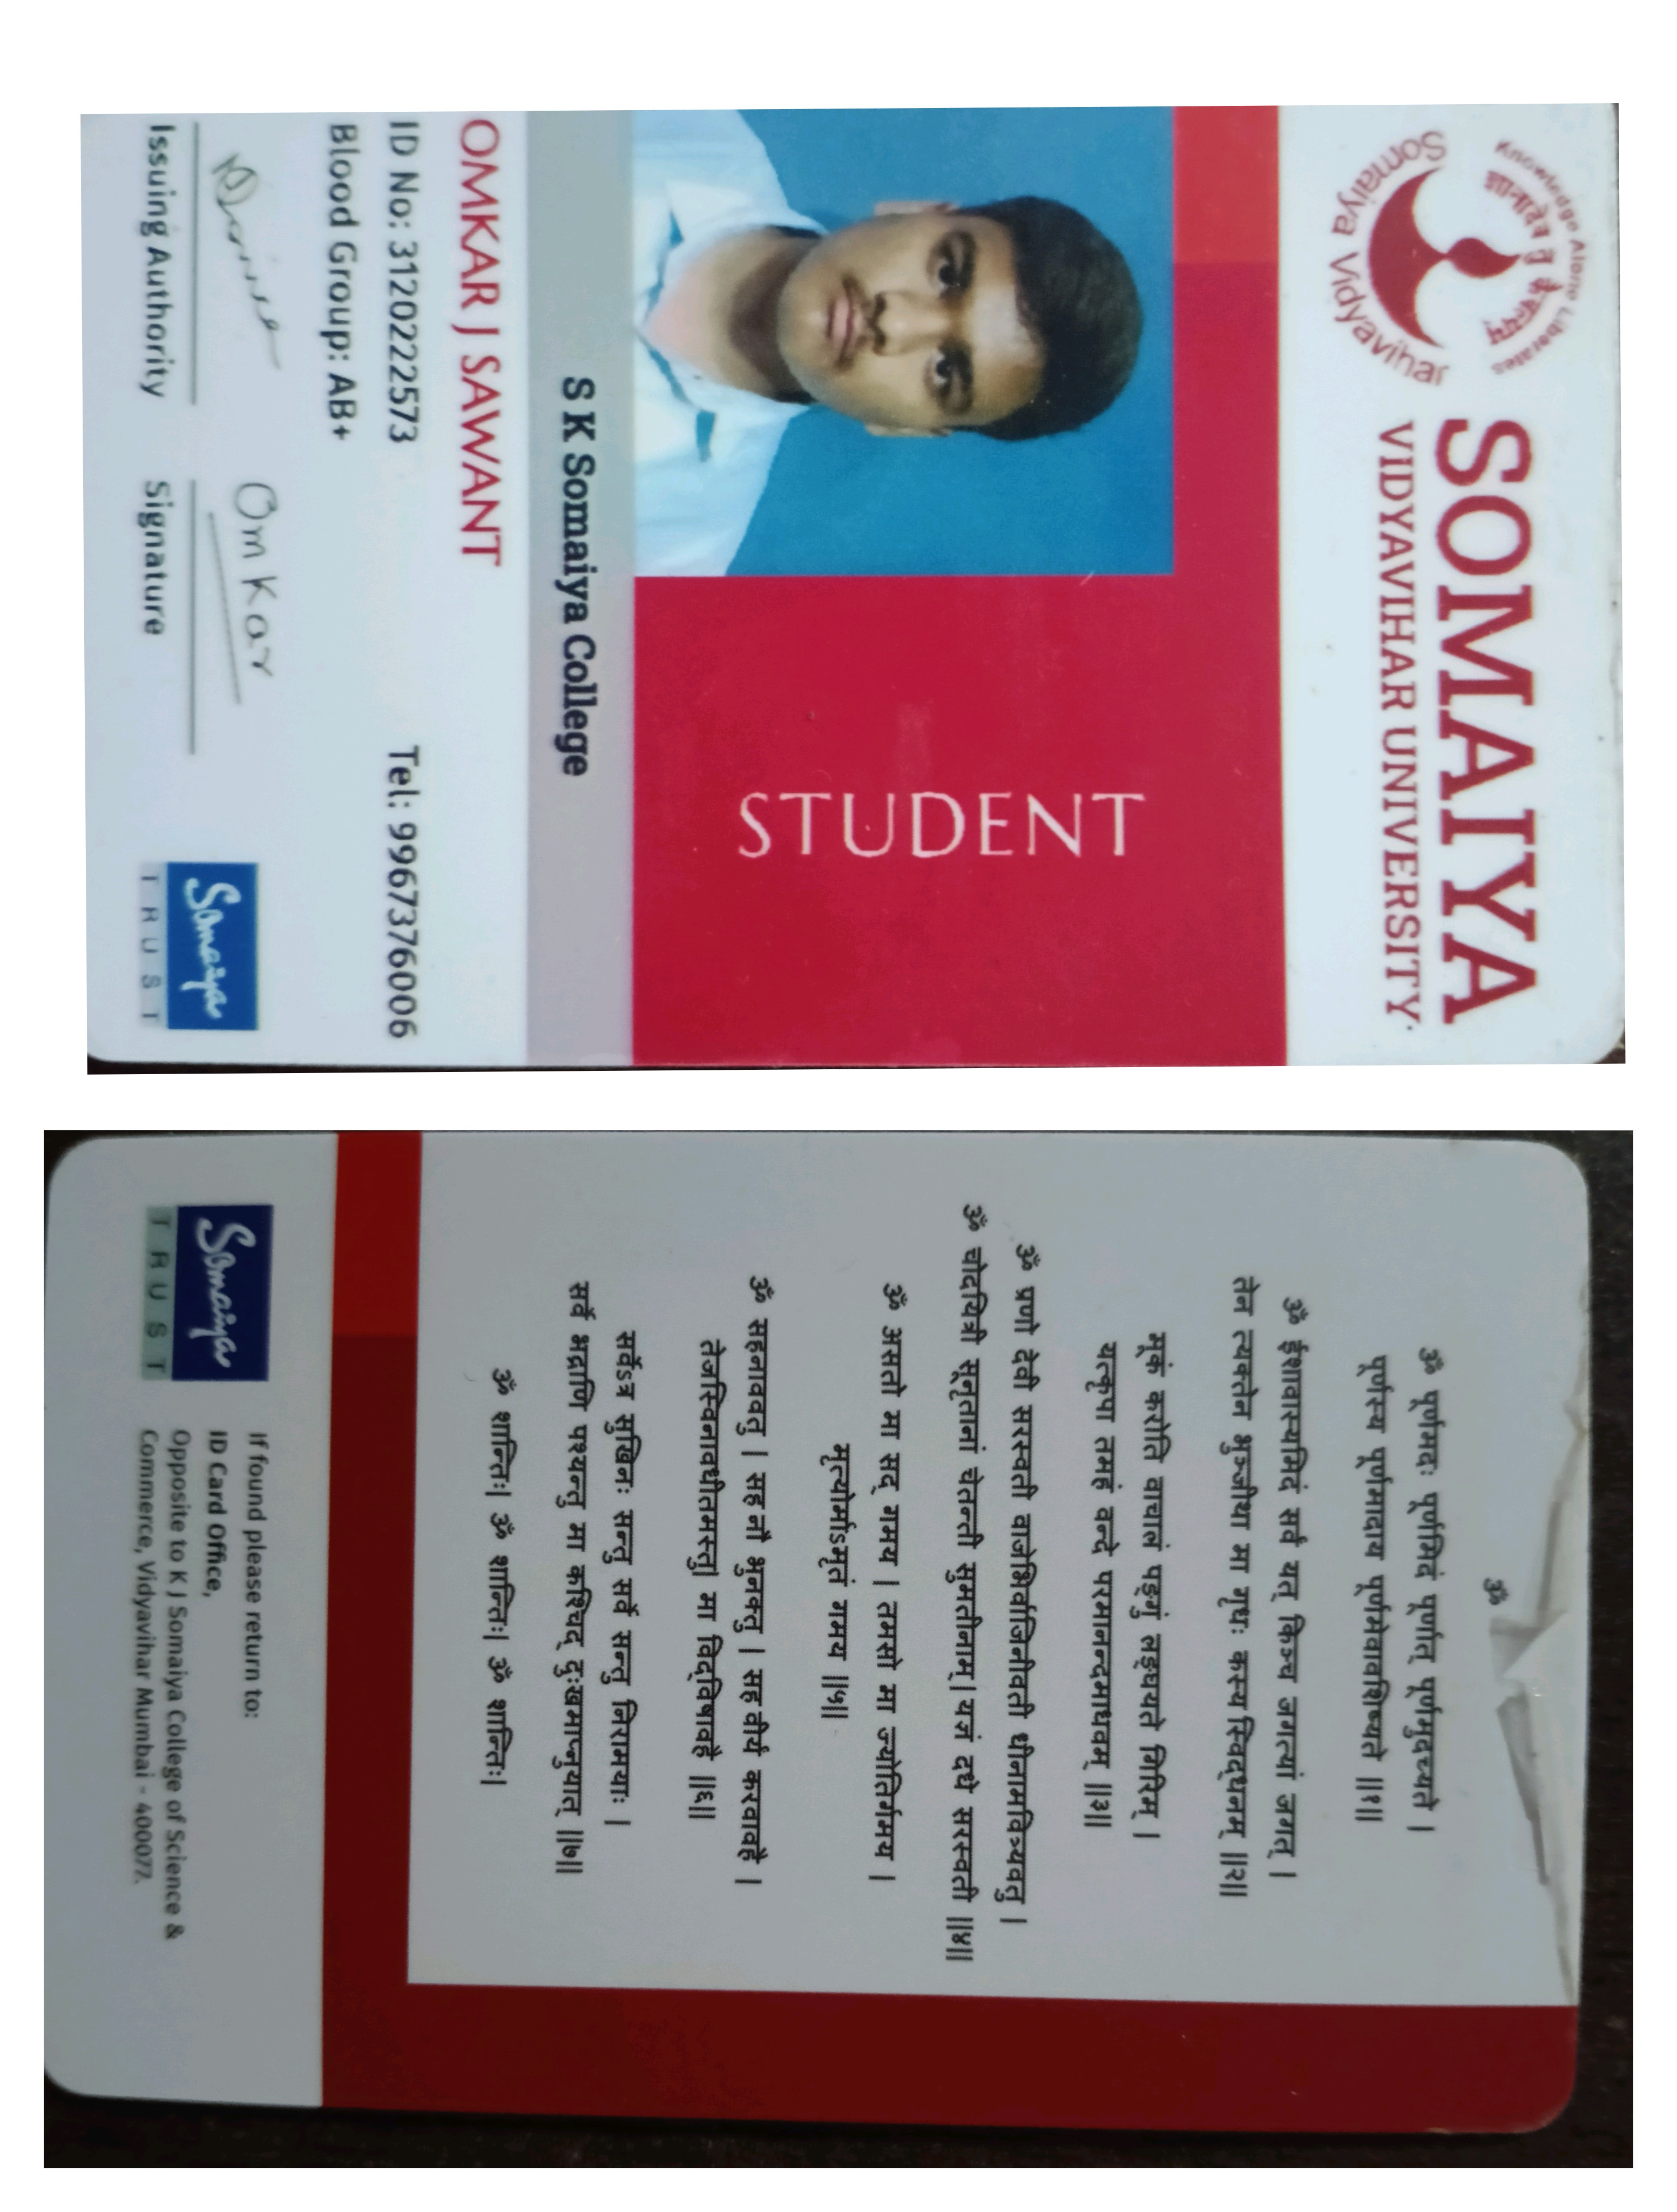 Knowledge Alone Liberates
ज्ञानादेव तु कैवल्यम्
Somaiya Vidyavihar
SOMAIYA
VIDYAVIHAR UNIVERSITY
STUDENT
S K Somaiya College
OMKAR J SAWANT
ID No: 3120222573
Tel: 9967376006
Blood Group: AB+
Omkar
Issuing Authority
Signature
Somaiya
TRUST
ॐ
ॐ पूर्णमदः पूर्णमिदं पूर्णात् पूर्णमुदच्यते |
पूर्णस्य पूर्णमादाय पूर्णमेवावशिष्यते ||१||
ॐ ईशावास्यमिदं सर्वं यत् किञ्च जगत्यां जगत् |
तेन त्यक्तेन भुञ्जीथा मा गृधः कस्य स्विद्धनम् ||२||
मूकं करोति वाचालं पङ्गुं लङ्घयते गिरिम् |
यत्कृपा तमहं वन्दे परमानन्दमाधवम् ||३||
ॐ प्रणो देवी सरस्वती वाजेभिर्वाजिनीवती धीनामवित्र्यवतु |
ॐ चोदयित्री सूनृतानां चेतन्ती सुमतीनाम् | यज्ञं दधे सरस्वती ||४||
ॐ असतो मा सद् गमय | तमसो मा ज्योतिर्गमय |
मृत्योर्माऽमृतं गमय ||५||
ॐ सहनाववतु | सह नौ भुनक्तु | सह वीर्यं करवावहै |
तेजस्विनावधीतमस्तु| मा विद्विषावहै ||६||
सर्वेऽत्र सुखिनः सन्तु सर्वे सन्तु निरामयाः |
सर्वे भद्राणि पश्यन्तु मा कश्चिद् दुःखमाप्नुयात् ||७||
ॐ शान्तिः| ॐ शान्तिः| ॐ शान्तिः|
Somaiya
TRUST
If found please return to:
ID Card Office,
Opposite to K J Somaiya College of Science &
Commerce, Vidyavihar Mumbai - 400077.